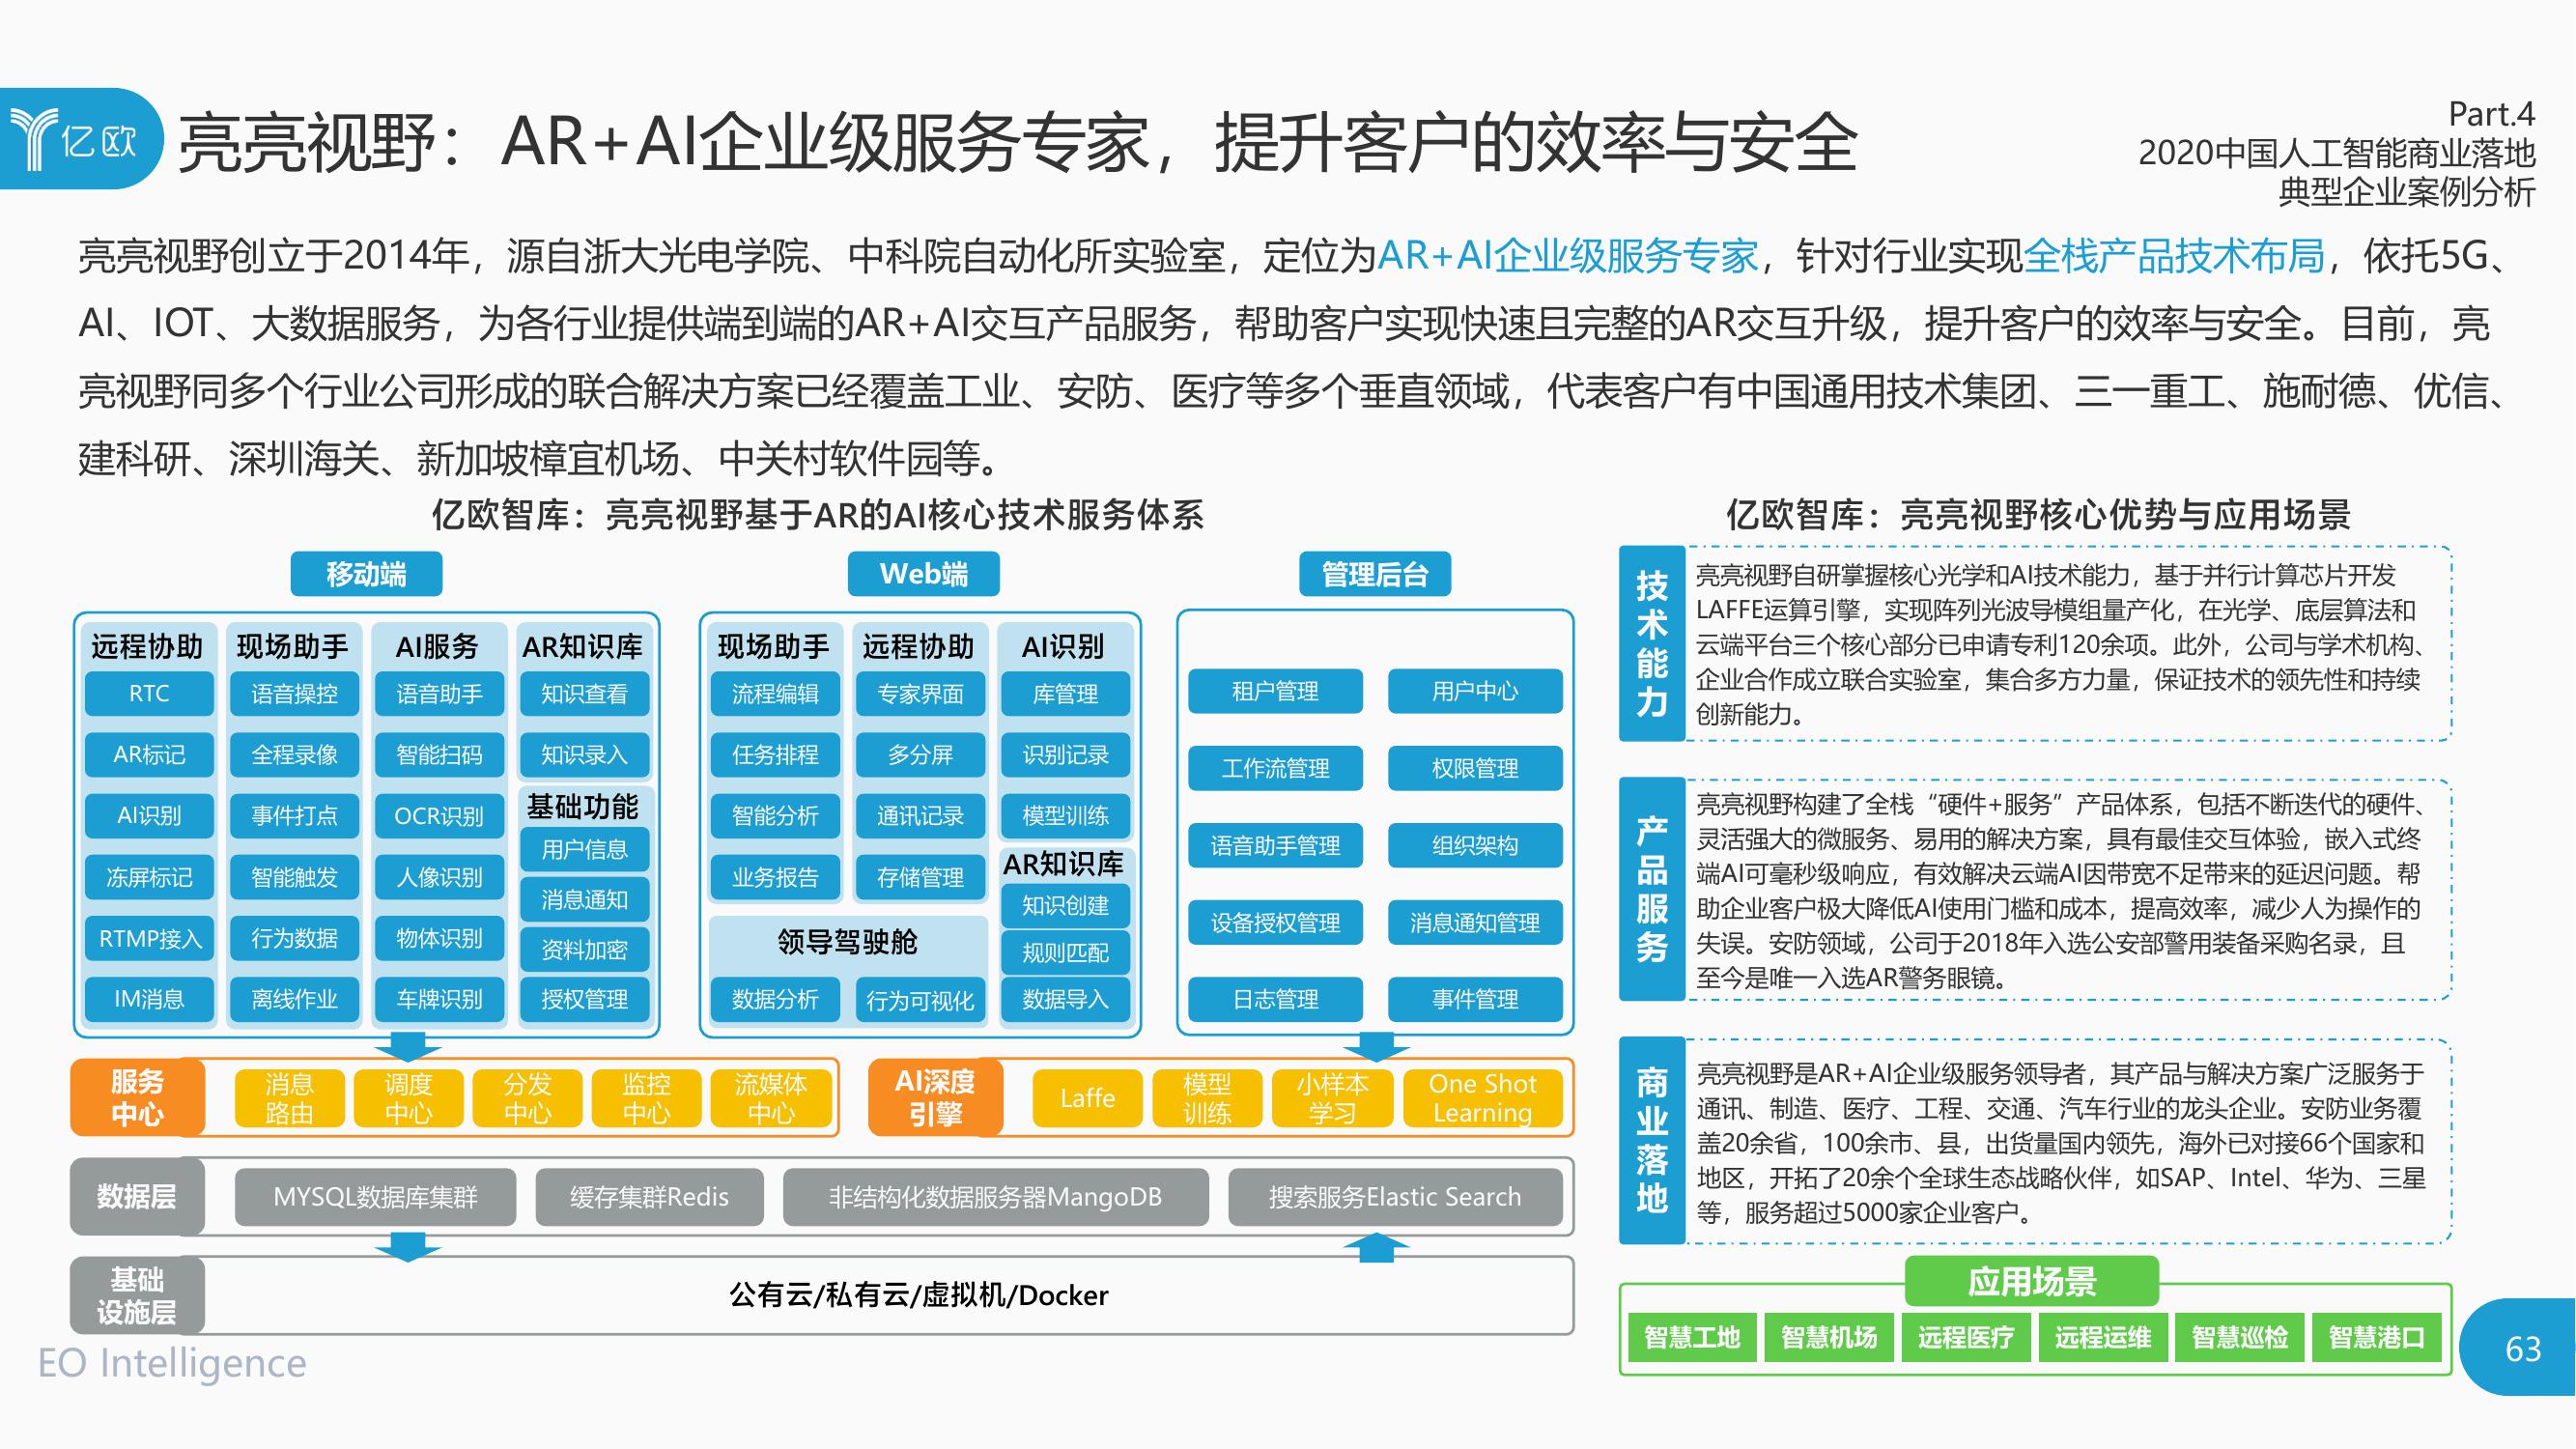 亿欧
亮亮视野：AR+AI企业级服务专家，提升客户的效率与安全
Part.4
2020中国人工智能商业落地
典型企业案例分析
亮亮视野创立于2014年，源自浙大光电学院、中科院自动化所实验室，定位为AR+AI企业级服务专家，针对行业实现全栈产品技术布局，依托5G、
AI、IOT、大数据服务，为各行业提供端到端的AR+AI交互产品服务，帮助客户实现快速且完整的AR交互升级，提升客户的效率与安全。目前，亮
亮视野同多个行业公司形成的联合解决方案已经覆盖工业、安防、医疗等多个垂直领域，代表客户有中国通用技术集团、三一重工、施耐德、优信、
建科研、深圳海关、新加坡樟宜机场、中关村软件园等。
亿欧智库：亮亮视野基于AR的AI核心技术服务体系
移动端
远程协助
RTC
AR标记
AI识别
冻屏标记
RTMP接入
IM消息
现场助手
语音操控
全程录像
事件打点
智能触发
行为数据
离线作业
AI服务
语音助手
智能扫码
OCR识别
人像识别
物体识别
车牌识别
AR知识库
知识查看
知识录入
基础功能
用户信息
消息通知
资料加密
授权管理
Web端
现场助手
流程编辑
任务排程
智能分析
业务报告
远程协助
专家界面
多分屏
通讯记录
存储管理
领导驾驶舱
数据分析
行为可视化
AI识别
库管理
识别记录
模型训练
AR知识库
知识创建
规则匹配
数据导入
管理后台
租户管理
用户中心
工作流管理
权限管理
语音助手管理
组织架构
设备授权管理
消息通知管理
日志管理
事件管理
服务
中心
消息
路由
调度
中心
分发
中心
监控
中心
流媒体
中心
AI深度
引擎
Laffe
模型
训练
小样本
学习
One Shot
Learning
数据层
MYSQL数据库集群
缓存集群Redis
非结构化数据服务器MangoDB
搜索服务Elastic Search
基础
设施层
公有云/私有云/虚拟机/Docker
亿欧智库：亮亮视野核心优势与应用场景
技术能力
亮亮视野自研掌握核心光学和AI技术能力，基于并行计算芯片开发
LAFFE运算引擎，实现阵列光波导模组量产化，在光学、底层算法和
云端平台三个核心部分已申请专利120余项。此外，公司与学术机构、
企业合作成立联合实验室，集合多方力量，保证技术的领先性和持续
创新能力。
产品服务
亮亮视野构建了全栈“硬件+服务”产品体系，包括不断迭代的硬件、
灵活强大的微服务、易用的解决方案，具有最佳交互体验，嵌入式终
端AI可毫秒级响应，有效解决云端AI因带宽不足带来的延迟问题。帮
助企业客户极大降低AI使用门槛和成本，提高效率，减少人为操作的
失误。安防领域，公司于2018年入选公安部警用装备采购名录，且
至今是唯一入选AR警务眼镜。
商业落地
亮亮视野是AR+AI企业级服务领导者，其产品与解决方案广泛服务于
通讯、制造、医疗、工程、交通、汽车行业的龙头企业。安防业务覆
盖20余省，100余市、县，出货量国内领先，海外已对接66个国家和
地区，开拓了20余个全球生态战略伙伴，如SAP、Intel、华为、三星
等，服务超过5000家企业客户。
应用场景
智慧工地
智慧机场
远程医疗
远程运维
智慧巡检
智慧港口
EO Intelligence
63